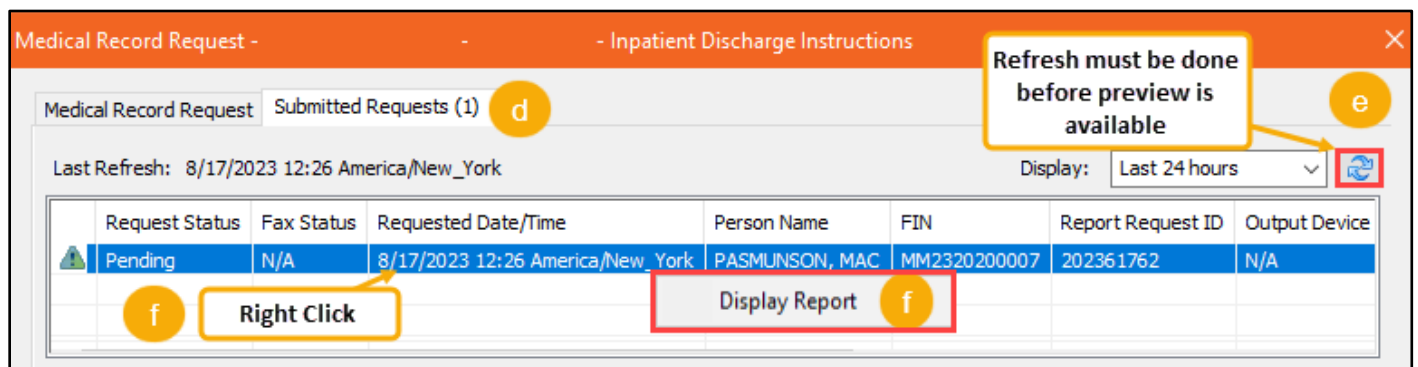 Medical Record Request - - - Inpatient Discharge Instructions
Refresh must be done
before preview is
available
e
Medical Record Request Submitted Requests (1) d
Last Refresh: 8/17/2023 12:26 America/New_York Display: Last 24 hours
Request Status Fax Status Requested Date/Time Person Name FIN Report Request ID Output Device
Pending N/A 8/17/2023 12:26 America/New_York PASMUNSON, MAC MM2320200007 202361762 N/A
f Right Click Display Report f